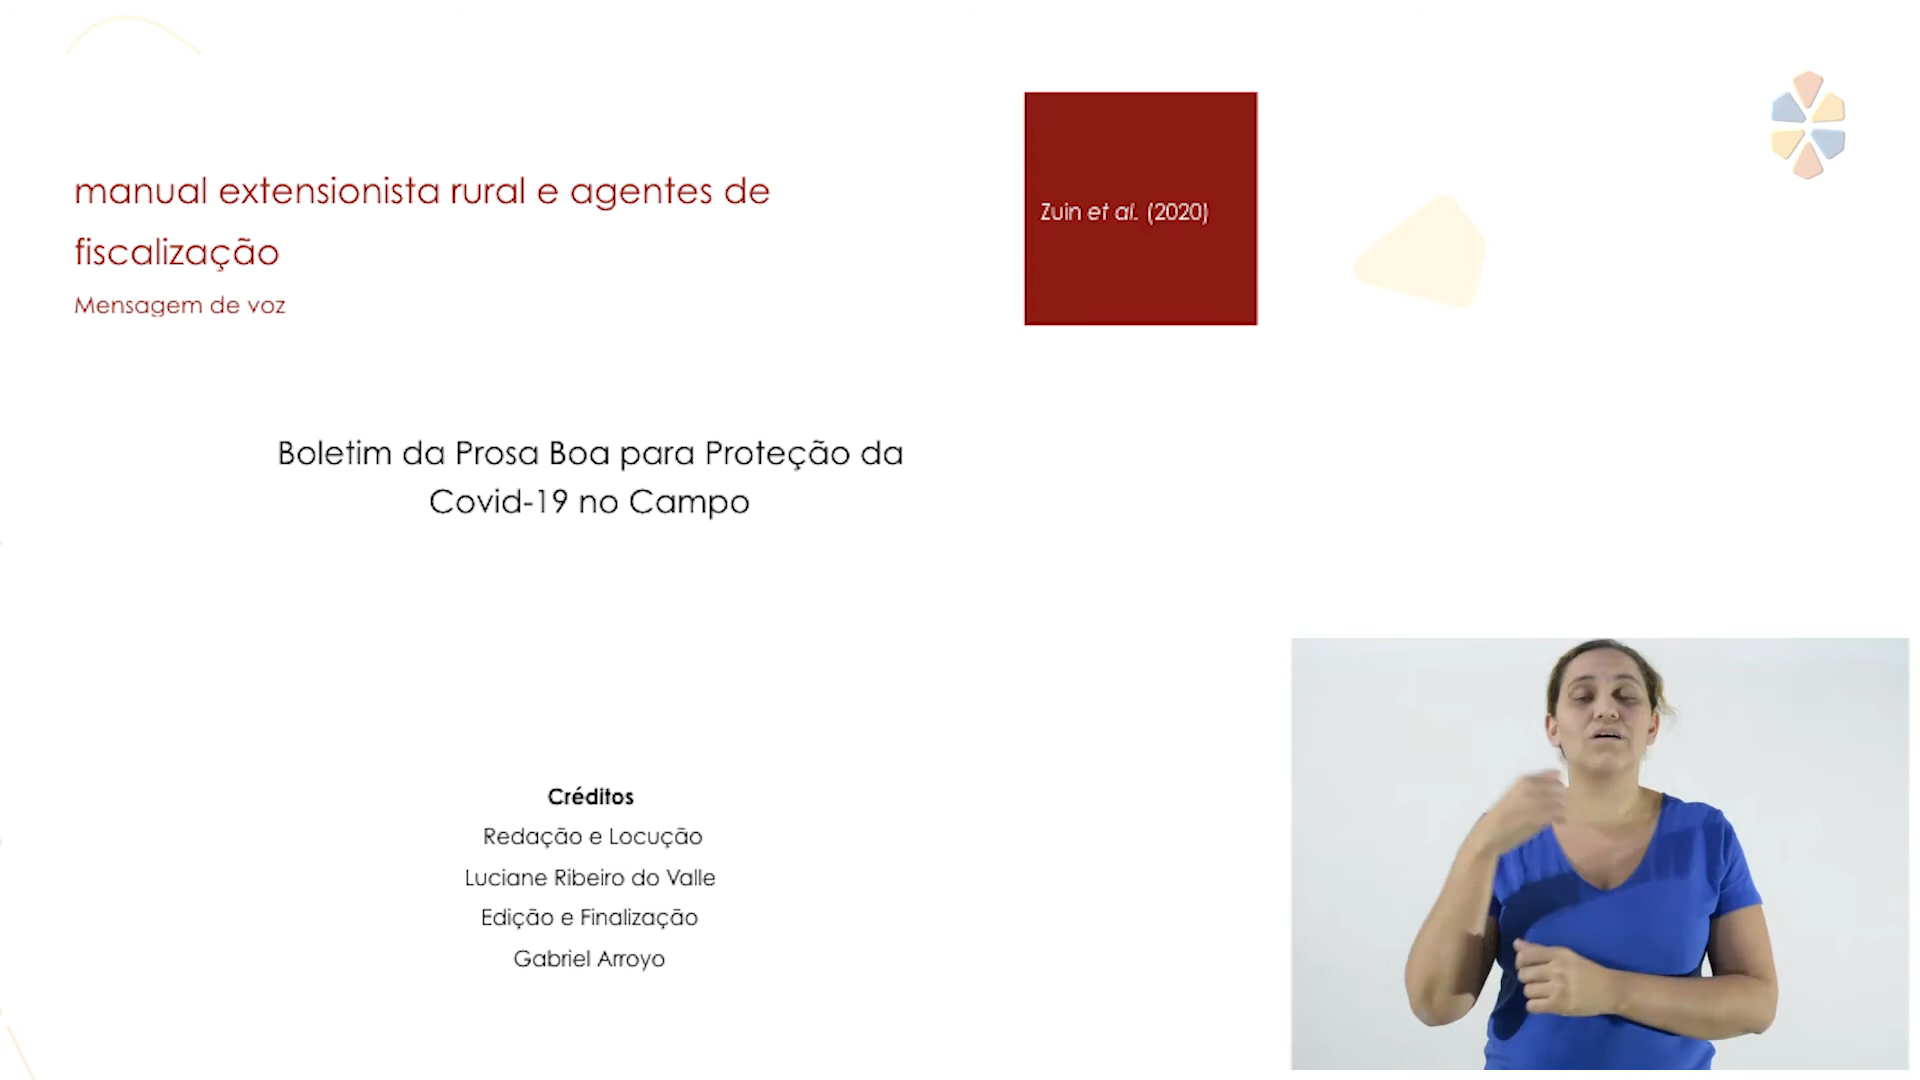 manual extensionista rural e agentes de
fiscalização
Mensagem de voz
Zuin et al. (2020)
Boletim da Prosa Boa para Proteção da
Covid-19 no Campo
Créditos
Redação e Locução
Luciane Ribeiro do Valle
Edição e Finalização
Gabriel Arroyo